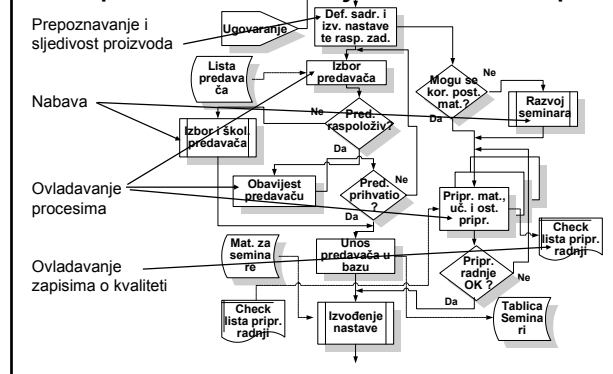 Prepoznavanje i
sljedivost proizvoda
Nabava
Ovladavanje
procesima
Ovladavanje
zapisima o kvaliteti
Ugovaranje
Def. sadr. i
izv. nastave
te rasp. zad.
Lista
predava
ča
Izbor
predavača
Mogu se
kor. post.
mat.?
Ne
Da
Razvoj
seminara
Ne
Pred.
raspoloživ?
Da
Izbor i škol.
predavača
Obavijest
predavaču
Pred.
prihvatio
?
Ne
Da
Pripr. mat.,
uč. i ost.
pripr.
Check
lista pripr.
radnji
Mat. za
semina
re
Unos
predavača u
bazu
Pripr.
radnje
OK ?
Ne
Da
Check
lista pripr.
radnji
Izvođenje
nastave
Tablica
Semina
ri